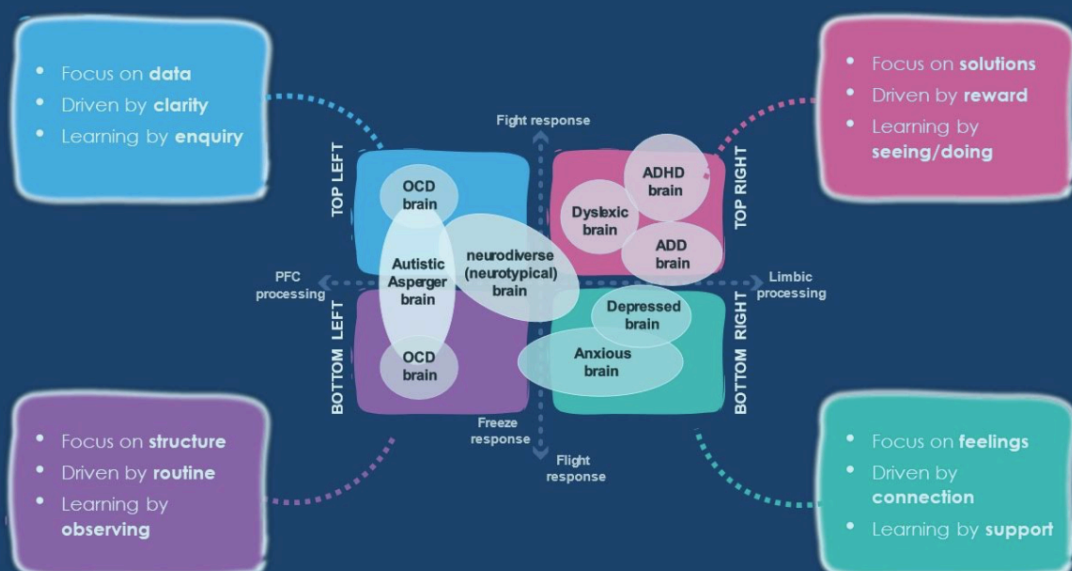 • Focus on data
• Driven by clarity
• Learning by enquiry
• Focus on solutions
• Driven by reward
• Learning by
seeing/doing
Fight response
TOP LEFT
TOP RIGHT
OCD
brain
ADHD
brain
Dyslexic
brain
ADD
brain
neurodiverse
(neurotypical)
brain
Autistic
Asperger
brain
PFC
processing
Limbic
processing
BOTTOM LEFT
BOTTOM RIGHT
Depressed
brain
OCD
brain
Anxious
brain
Freeze
response
Flight
response
• Focus on structure
• Driven by routine
• Learning by
observing
• Focus on feelings
• Driven by
connection
• Learning by support